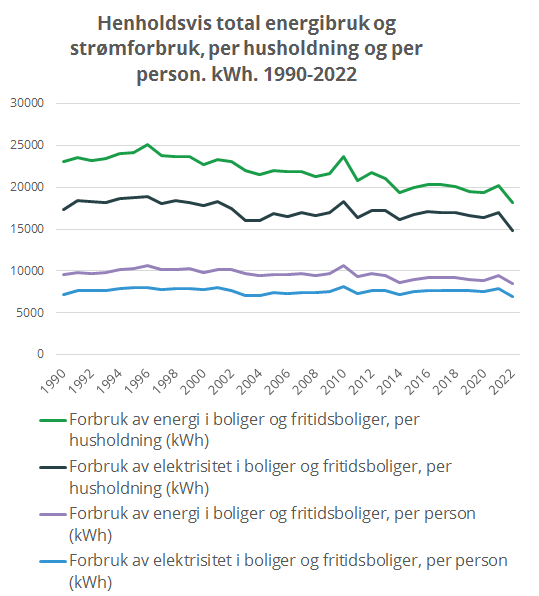 Henholdsvis total energibruk og
strømforbruk, per husholdning og per
person. kWh. 1990-2022
30000
25000
20000
15000
10000
5000
0
1990
1992
1994
1996
1998
2000
2002
2004
2006
2008
2010
2012
2014
2016
2018
2020
2022
Forbruk av energi i boliger og fritidsboliger, per
husholdning (kWh)
Forbruk av elektrisitet i boliger og fritidsboliger, per
husholdning (kWh)
Forbruk av energi i boliger og fritidsboliger, per person
(kWh)
Forbruk av elektrisitet i boliger og fritidsboliger, per person
(kWh)